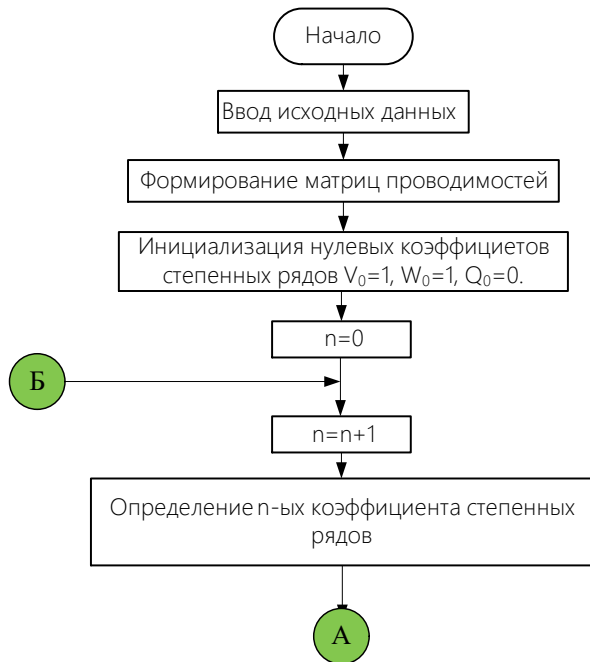 Начало
Ввод исходных данных
Формирование матриц проводимостей
Инициализация нулевых коэффициетов
степенных рядов V₀=1, W₀=1, Q₀=0.
n=0
Б
n=n+1
Определение n-ых коэффициента степенных
рядов
А